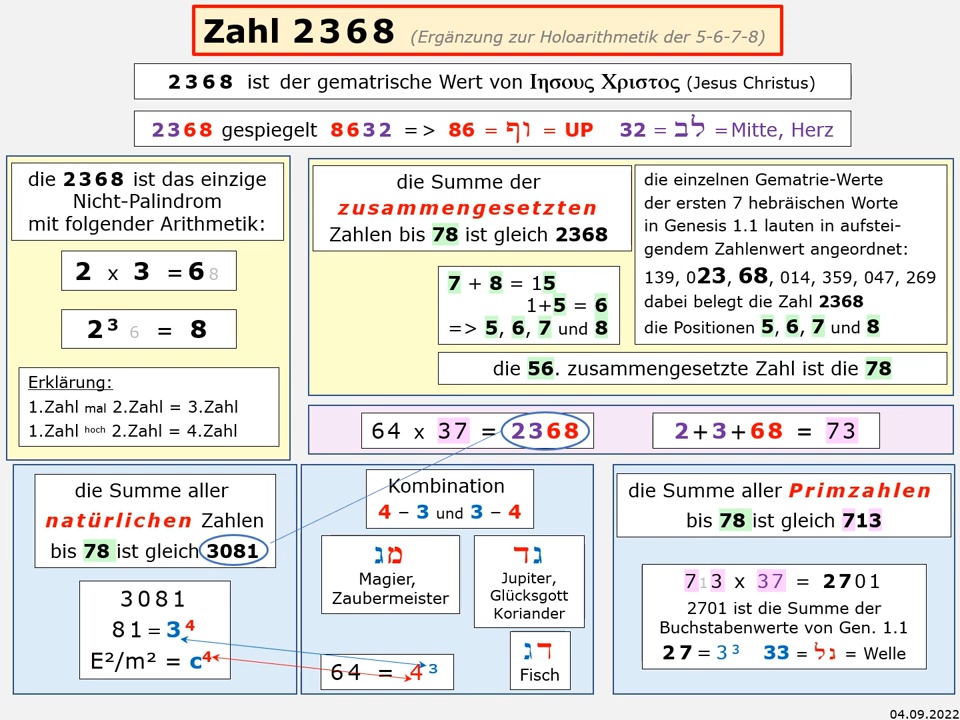 Zahl 2368 (Ergänzung zur Holoarithmetik der 5-6-7-8)
2368 ist der gematrische Wert von Ιησους Χριστος (Jesus Christus)
2368 gespiegelt 8632 => 86 = וף = UP 32 = לב = Mitte, Herz
die 2368 ist das einzige
Nicht-Palindrom
mit folgender Arithmetik:
2 x 3 = 6 8
2³ 6 = 8
Erklärung:
1.Zahl mal 2.Zahl = 3.Zahl
1.Zahl hoch 2.Zahl = 4.Zahl
die Summe der
zusammengesetzten
Zahlen bis 78 ist gleich 2368
7 + 8 = 15
1+5 = 6
=> 5, 6, 7 und 8
die einzelnen Gematrie-Werte
der ersten 7 hebräischen Worte
in Genesis 1.1 lauten in aufstei-
gendem Zahlenwert angeordnet:
139, 023, 68, 014, 359, 047, 269
dabei belegt die Zahl 2368
die Positionen 5, 6, 7 und 8
die 56. zusammengesetzte Zahl ist die 78
64 x 37 = 2368
2+3+68 = 73
die Summe aller
natürlichen Zahlen
bis 78 ist gleich 3081
3081
81 = 3⁴
E²/m² = c⁴
Kombination
4 – 3 und 3 – 4
מג
Magier,
Zaubermeister
גד
Jupiter,
Glücksgott
Koriander
דג
Fisch
64 = 4³
die Summe aller Primzahlen
bis 78 ist gleich 713
713 x 37 = 2701
2701 ist die Summe der
Buchstabenwerte von Gen. 1.1
27 = 3³ 33 = גל = Welle
04.09.2022